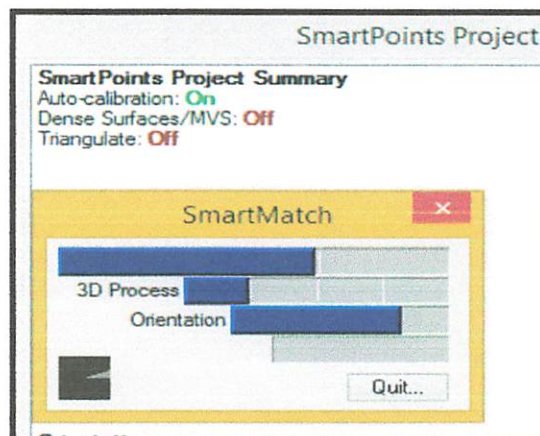 SmartPoints Project
SmartPoints Project Summary
Auto-calibration: On
Dense Surfaces/MVS: Off
Triangulate: Off
SmartMatch
3D Process
Orientation
Quit...